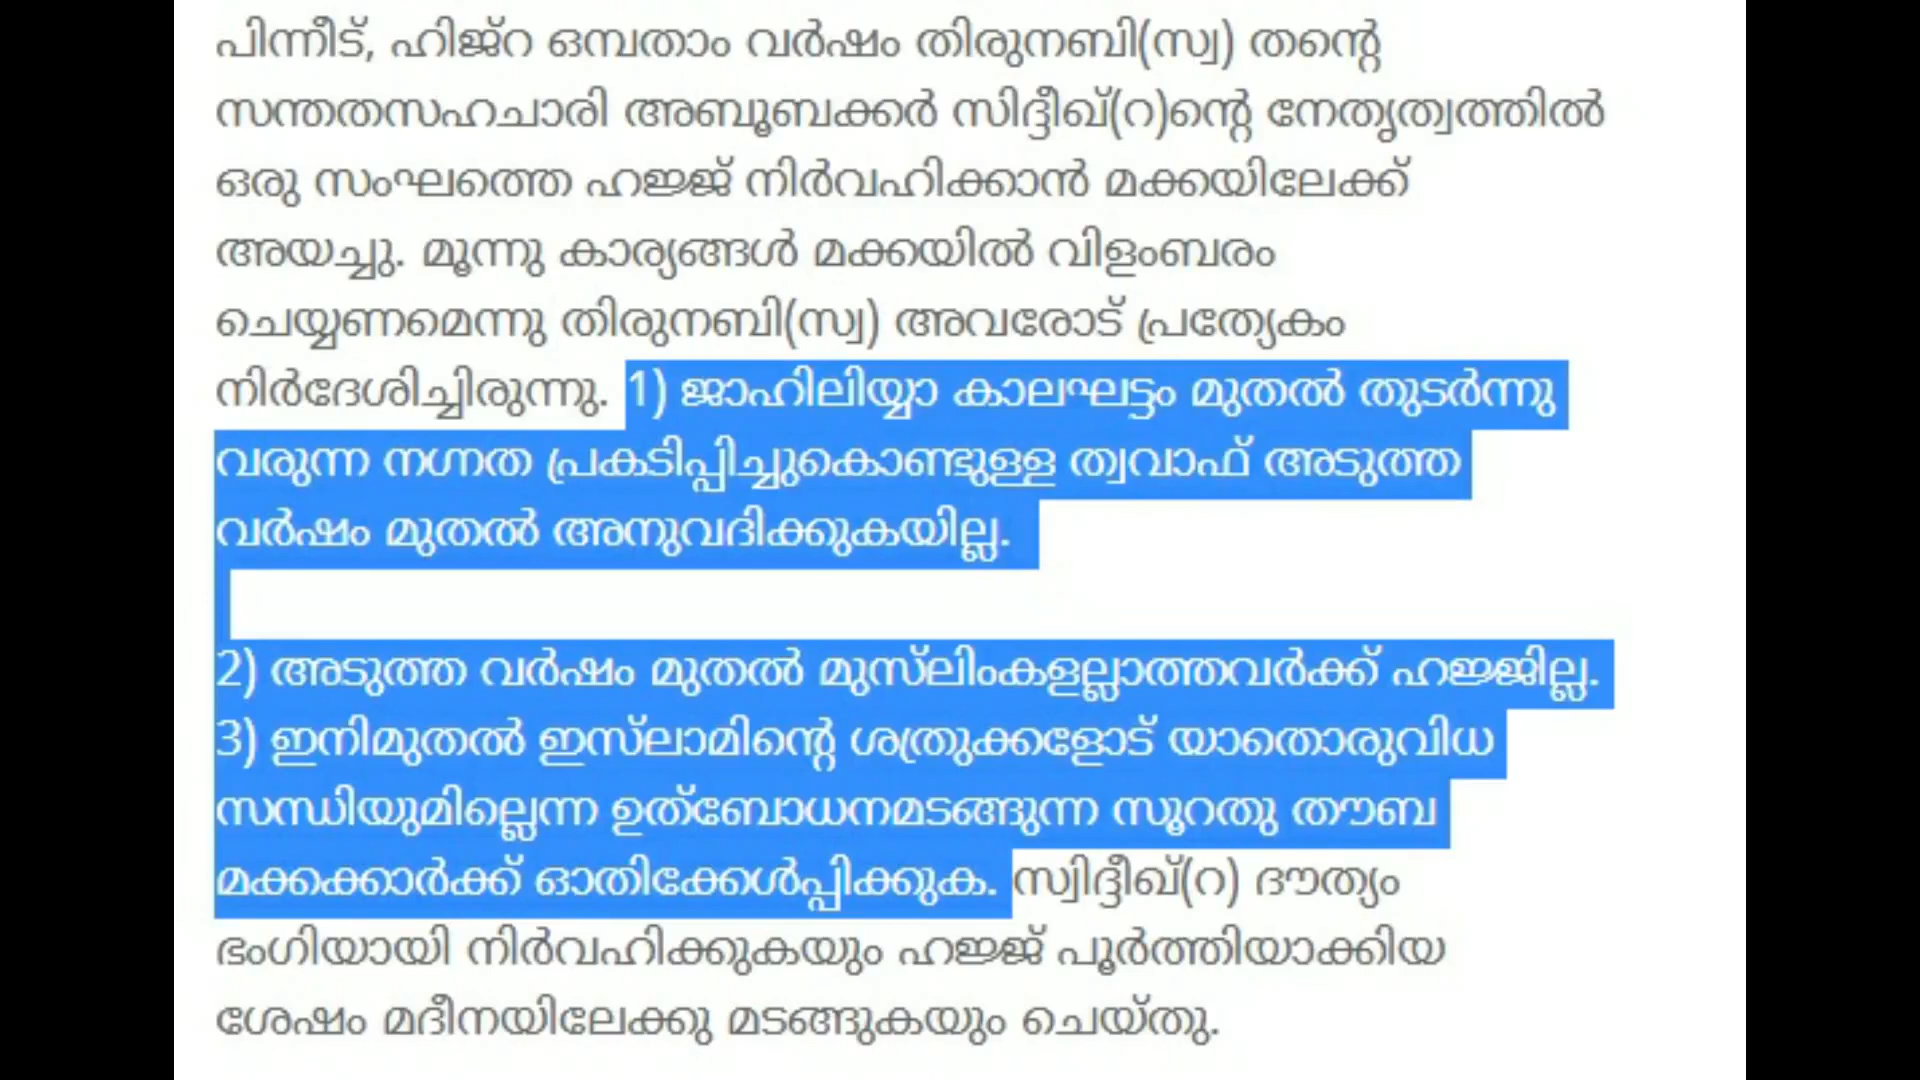 പിന്നീട്, ഹിജ്റ ഒമ്പതാം വർഷം തിരുനബി(സ്വ) തന്റെ
സന്തതസഹചാരി അബൂബക്കർ സിദ്ദീഖ്(റ)ന്റെ നേതൃത്വത്തിൽ
ഒരു സംഘത്തെ ഹജ്ജ് നിർവഹിക്കാൻ മക്കയിലേക്ക്
അയച്ചു. മൂന്നു കാര്യങ്ങൾ മക്കയിൽ വിളംബരം
ചെയ്യണമെന്നു തിരുനബി(സ്വ) അവരോട് പ്രത്യേകം
നിർദേശിച്ചിരുന്നു. 1) ജാഹിലിയ്യാ കാലഘട്ടം മുതൽ തുടർന്നു
വരുന്ന നഗ്നത പ്രകടിപ്പിച്ചുകൊണ്ടുള്ള ത്വവാഫ് അടുത്ത
വർഷം മുതൽ അനുവദിക്കുകയില്ല.
2) അടുത്ത വർഷം മുതൽ മുസ്‌ലിംകളല്ലാത്തവർക്ക് ഹജ്ജില്ല.
3) ഇനിമുതൽ ഇസ്‌ലാമിന്റെ ശത്രുക്കളോട് യാതൊരുവിധ
സന്ധിയുമില്ലെന്ന ഉത്‌ബോധനമടങ്ങുന്ന സൂറതു തൗബ
മക്കക്കാർക്ക് ഓതിക്കേൾപ്പിക്കുക. സ്വിദ്ദീഖ്(റ) ദൗത്യം
ഭംഗിയായി നിർവഹിക്കുകയും ഹജ്ജ് പൂർത്തിയാക്കിയ
ശേഷം മദീനയിലേക്കു മടങ്ങുകയും ചെയ്തു.